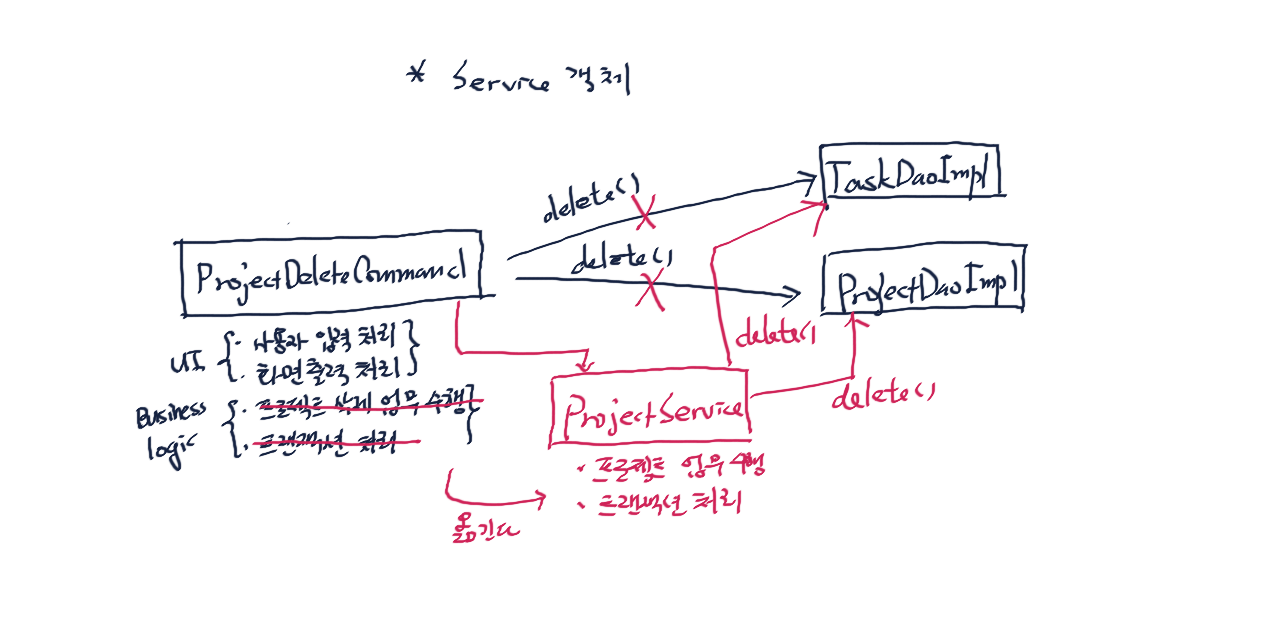 * Service 객체
delete()
TaskDaoImpl
delete()
ProjectDeleteCommand
ProjectDaoImpl
UI { · 사용자 입력 처리 }
· 화면출력 처리
Business logic { · 프로젝트 삭제 업무 수행 }
· 트랜잭션 처리
delete()
delete()
ProjectService
· 프로젝트 업무 수행
· 트랜잭션 처리
옮긴다